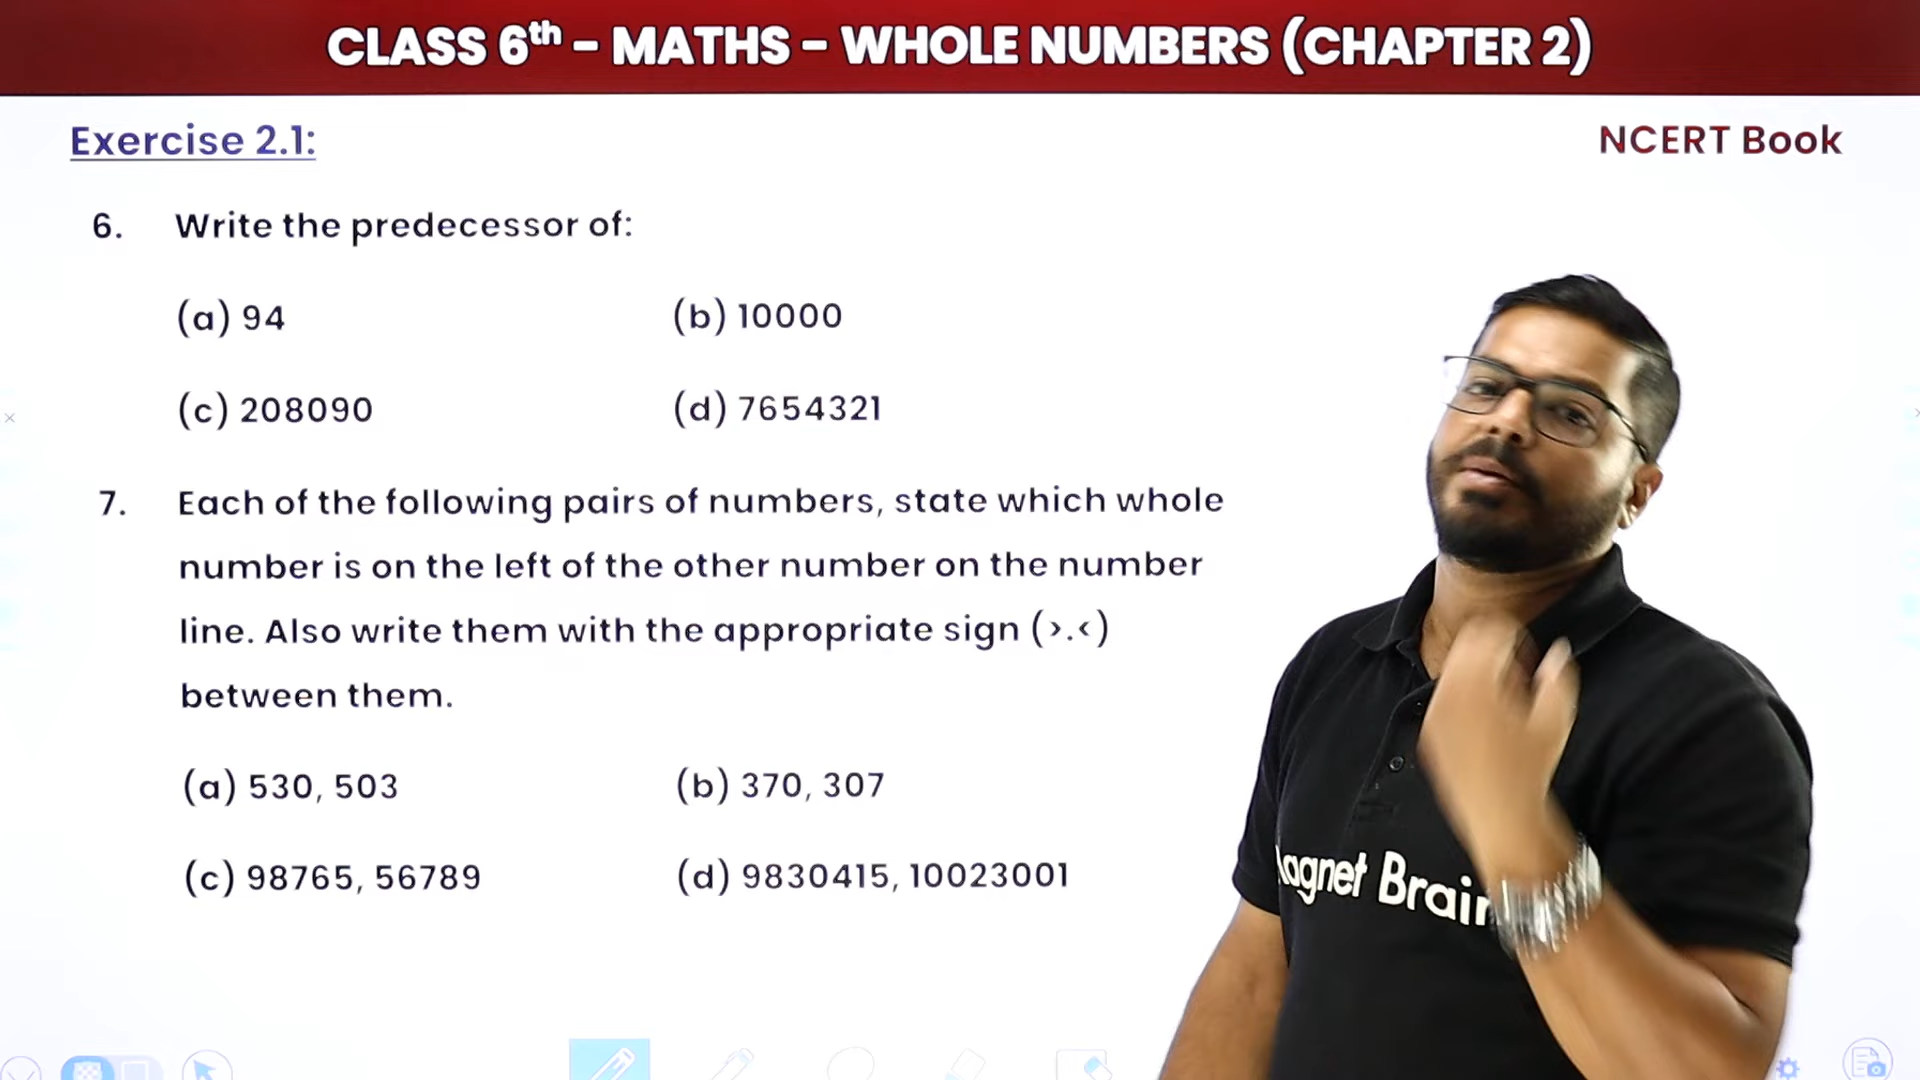 CLASS 6th - MATHS - WHOLE NUMBERS (CHAPTER 2)
Exercise 2.1:
NCERT Book
6. Write the predecessor of:
(a) 94 (b) 10000
(c) 208090 (d) 7654321
7. Each of the following pairs of numbers, state which whole
number is on the left of the other number on the number
line. Also write them with the appropriate sign (>.<)
between them.
(a) 530, 503 (b) 370, 307
(c) 98765, 56789 (d) 9830415, 10023001
agnet Brain